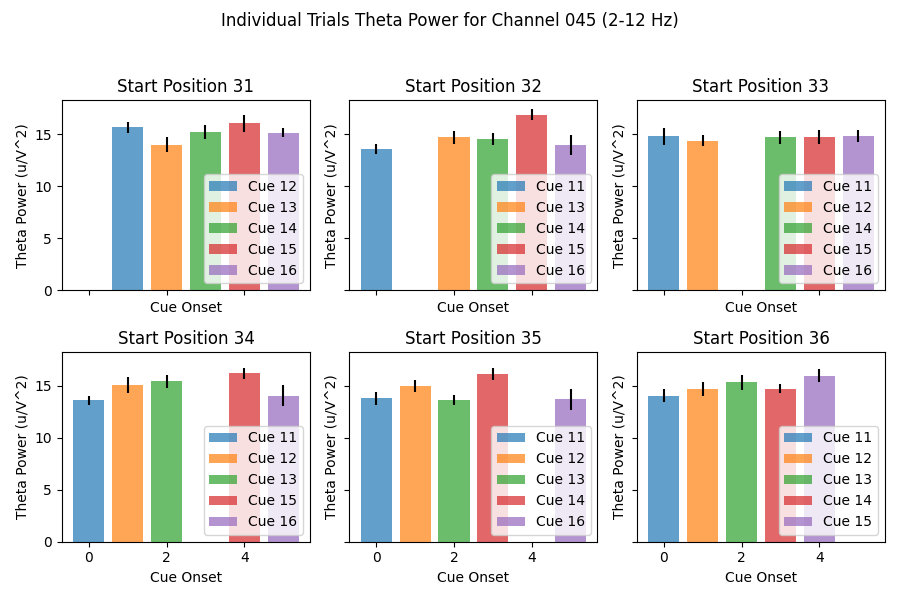 Individual Trials Theta Power for Channel 045 (2-12 Hz)
Start Position 31
Theta Power (u/V^2)
15
10
5
0
Cue 12
Cue 13
Cue 14
Cue 15
Cue 16
Cue Onset
Start Position 32
Theta Power (u/V^2)
Cue 11
Cue 13
Cue 14
Cue 15
Cue 16
Cue Onset
Start Position 33
Theta Power (u/V^2)
Cue 11
Cue 12
Cue 14
Cue 15
Cue 16
Cue Onset
Start Position 34
Theta Power (u/V^2)
15
10
5
0
Cue 11
Cue 12
Cue 13
Cue 15
Cue 16
0 2 4
Cue Onset
Start Position 35
Theta Power (u/V^2)
Cue 11
Cue 12
Cue 13
Cue 14
Cue 16
0 2 4
Cue Onset
Start Position 36
Theta Power (u/V^2)
Cue 11
Cue 12
Cue 13
Cue 14
Cue 15
0 2 4
Cue Onset